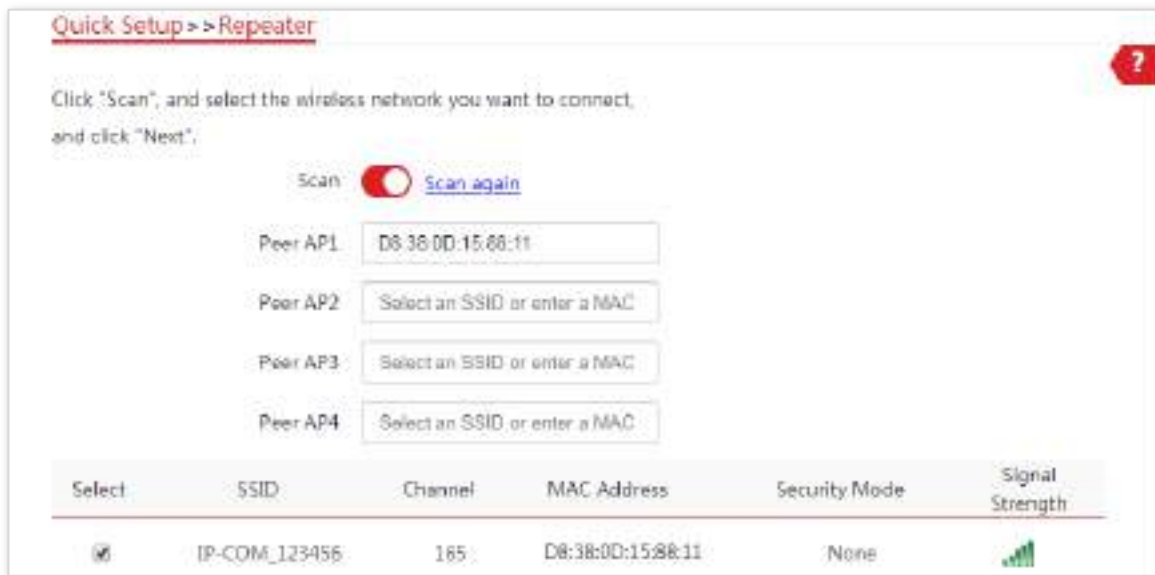 Quick Setup>>Repeater
?
Click "Scan", and select the wireless network you want to connect,
and click "Next".
Scan Scan again
Peer AP1 D8:38:0D:15:88:11
Peer AP2 Select an SSID or enter a MAC
Peer AP3 Select an SSID or enter a MAC
Peer AP4 Select an SSID or enter a MAC
Select SSID Channel MAC Address Security Mode Signal Strength
IP-COM_123456 165 D8:38:0D:15:88:11 None